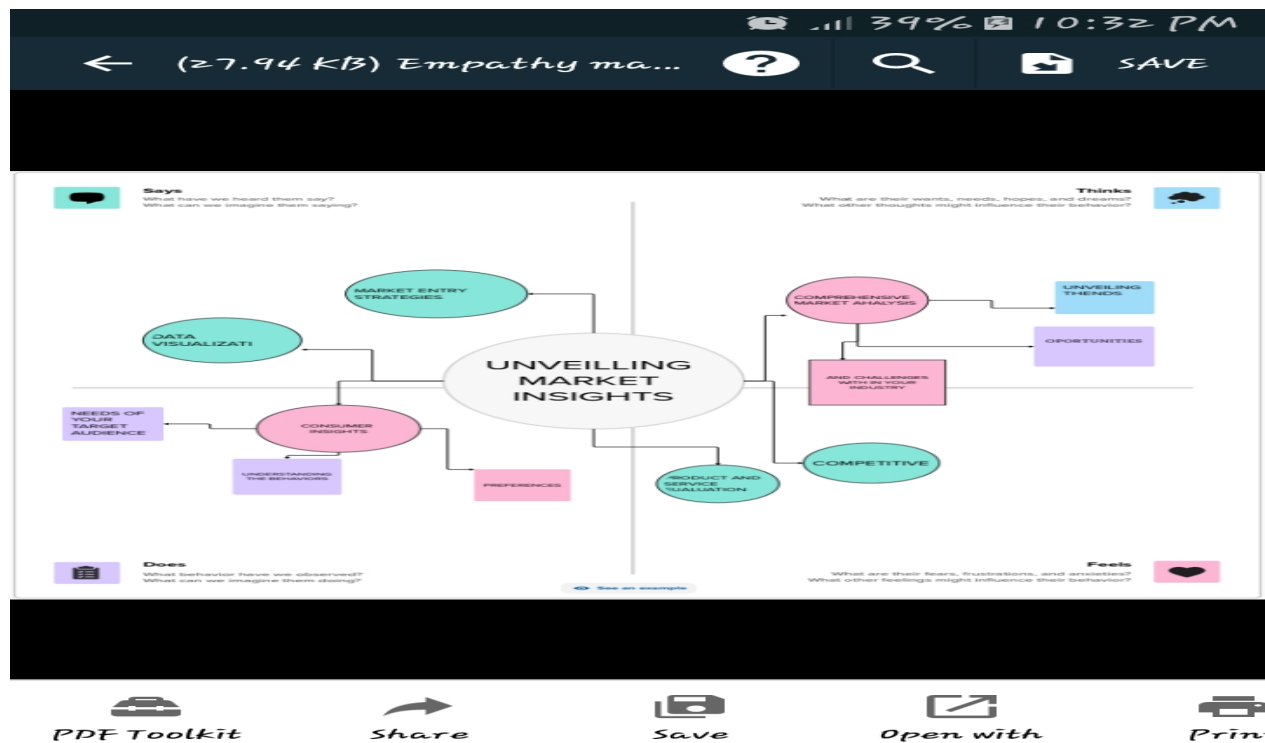 39% 10:32 PM
(27.94 KB) Empathy ma...
?
SAVE
Says
What have we heard them say?
What can we imagine them saying?
Thinks
What are their wants, needs, hopes, and dreams?
What other thoughts might influence their behavior?
MARKET ENTRY
STRATEGIES
DATA
VISUALIZATI
UNVEILLING
MARKET
INSIGHTS
COMPREHENSIVE
MARKET AHALYSIS
UNVEILING
THENDS
OPORTUNITIES
AND CHALLENGES
WITH IN YOUR
INDUSTRY
NEEDS OF
YOUR
TARGET
AUDIENCE
CONSUMER
INSIGHTS
UNDERSTANDING
THE BEHAVIORS
PREFERENCES
COMPETITIVE
PRODUCT AND
SERVICE
EUALUATION
Does
What behavior have we observed?
What can we imagine them doing?
Feels
What are their fears, frustrations, and anxieties?
What other feelings might influence their behavior?
See an example
PDF Toolkit
Share
Save
Open with
Prin